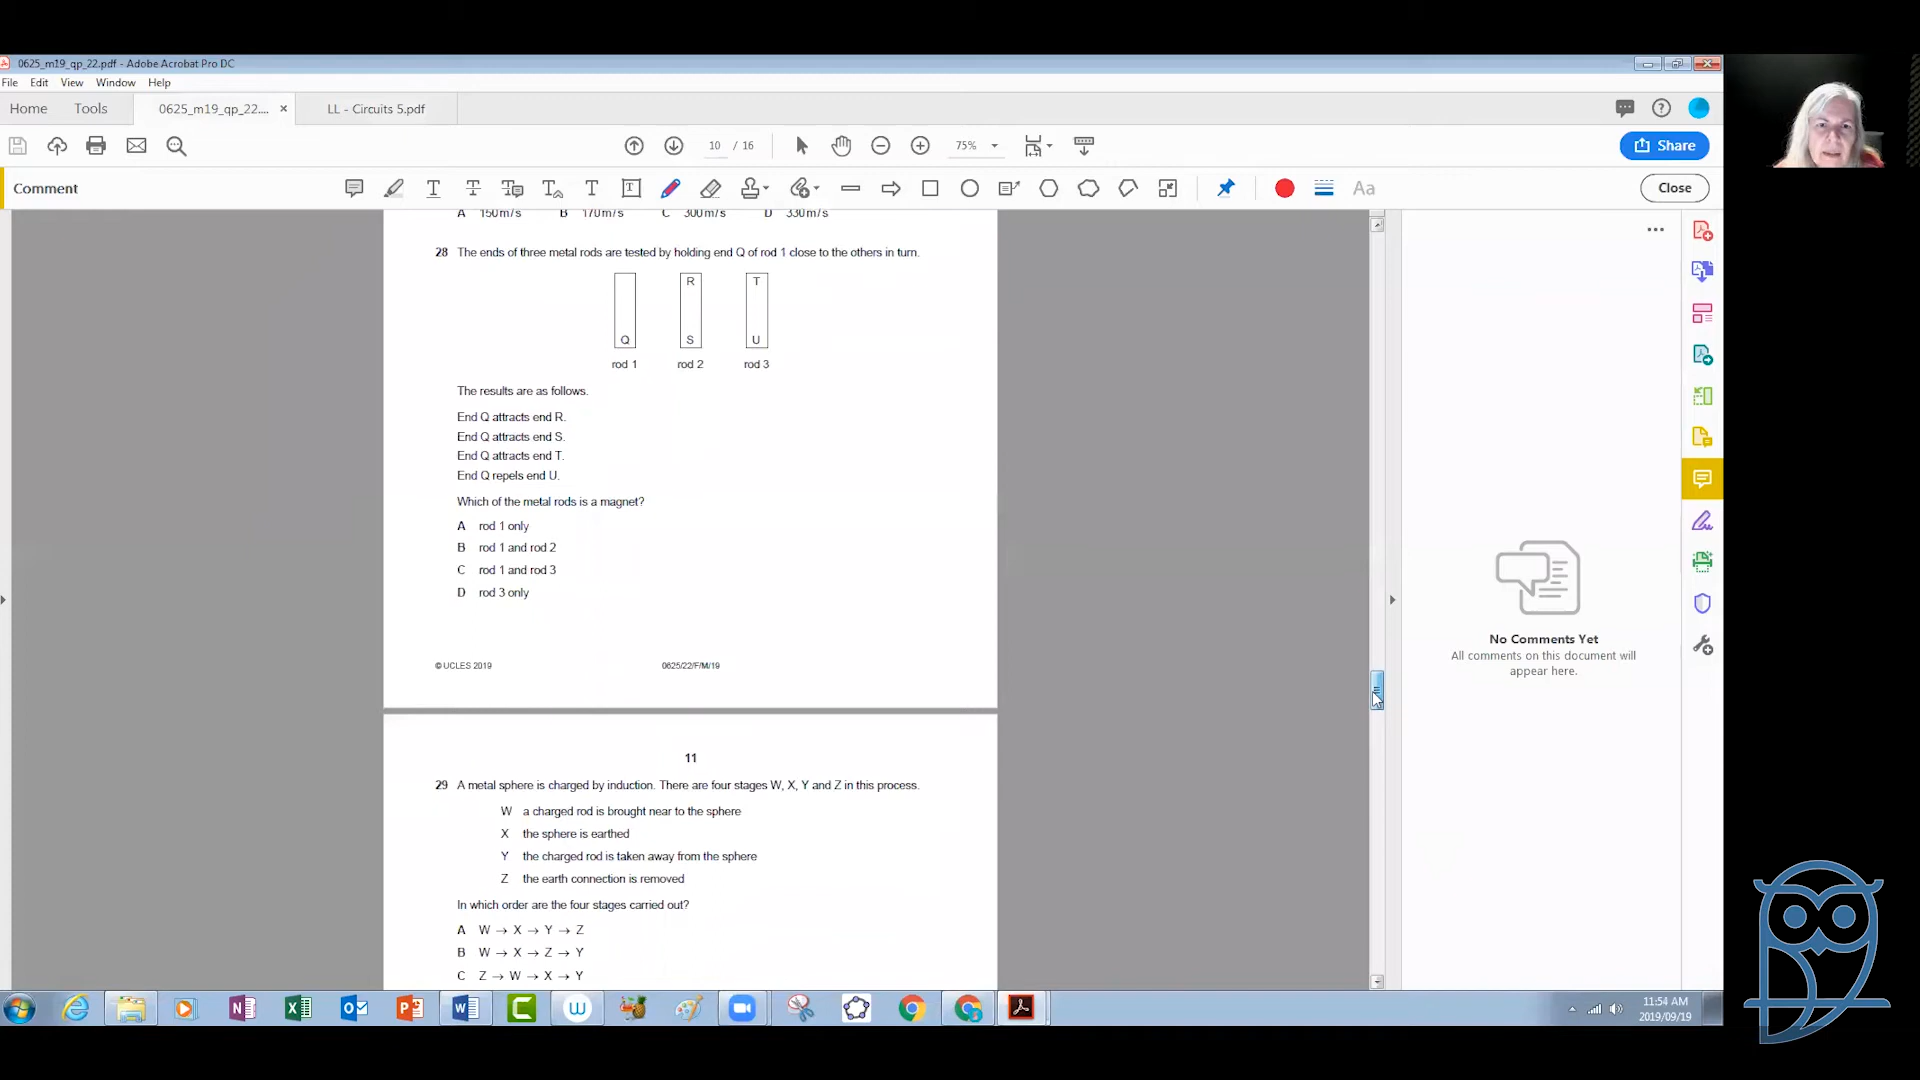 0625_m19_qp_22.pdf - Adobe Acrobat Pro DC
File Edit View Window Help
Home Tools 0625_m19_qp_22.... × LL - Circuits 5.pdf
10 / 16 75% Share
Comment Aa Close
A 150 m/s B 170 m/s C 300 m/s D 330 m/s
28 The ends of three metal rods are tested by holding end Q of rod 1 close to the others in turn.
R T
Q S U
rod 1 rod 2 rod 3
The results are as follows.
End Q attracts end R.
End Q attracts end S.
End Q attracts end T.
End Q repels end U.
Which of the metal rods is a magnet?
A rod 1 only
B rod 1 and rod 2
C rod 1 and rod 3
D rod 3 only
© UCLES 2019 0625/22/F/M/19
11
29 A metal sphere is charged by induction. There are four stages W, X, Y and Z in this process.
W a charged rod is brought near to the sphere
X the sphere is earthed
Y the charged rod is taken away from the sphere
Z the earth connection is removed
In which order are the four stages carried out?
A W → X → Y → Z
B W → X → Z → Y
C Z → W → X → Y
No Comments Yet
All comments on this document will
appear here.
11:54 AM
2019/09/19